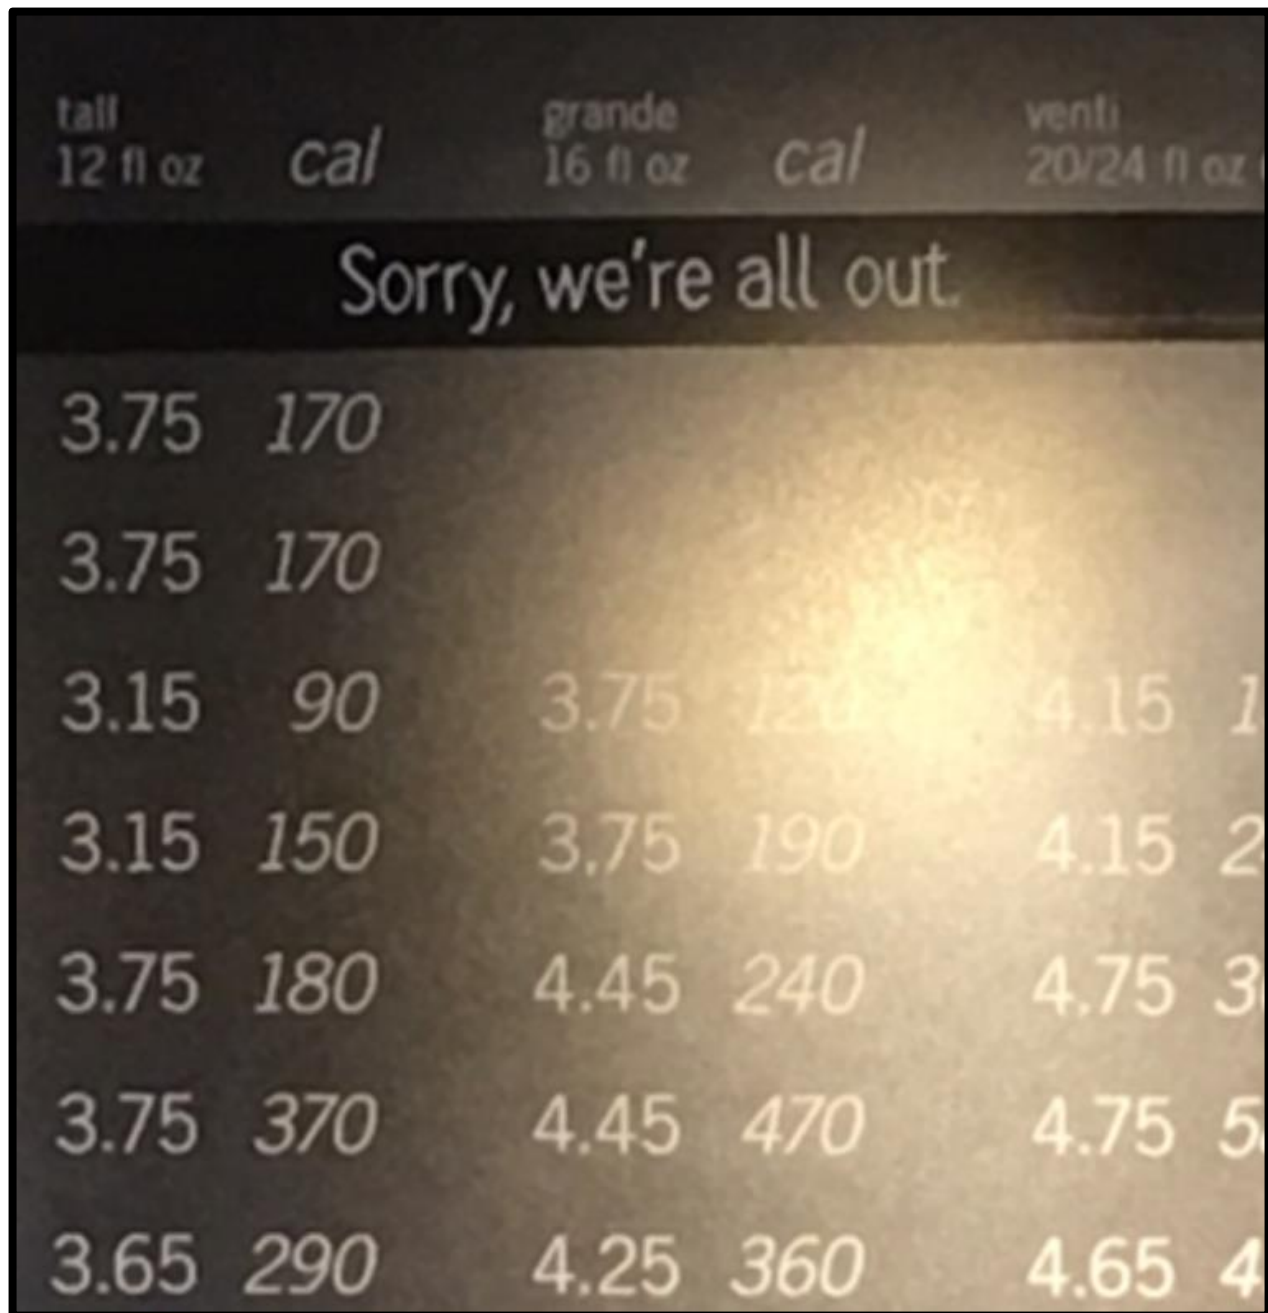 tall grande venti
12 fl oz cal 16 fl oz cal 20/24 fl oz
Sorry, we're all out.
3.75 170
3.75 170
3.15 90 3.75 120 4.15
3.15 150 3.75 190 4.15
3.75 180 4.45 240 4.75
3.75 370 4.45 470 4.75
3.65 290 4.25 360 4.65